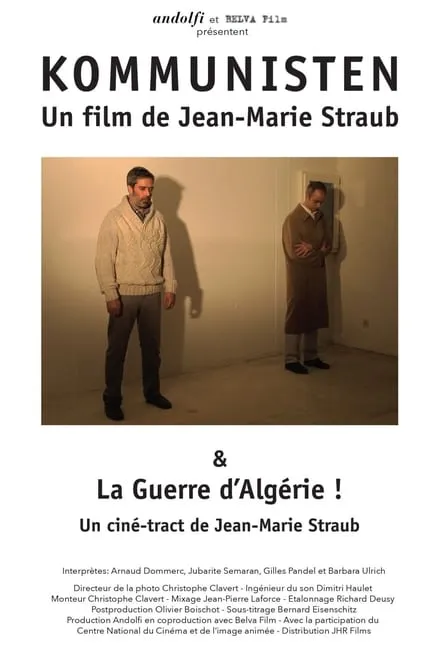 andolfi et BELVA Film
présentent
KOMMUNISTEN
Un film de Jean-Marie Straub
&
La Guerre d'Algérie !
Un ciné-tract de Jean-Marie Straub
Interprètes: Arnaud Dommerc, Jubarite Semaran, Gilles Pandel et Barbara Ulrich
Directeur de la photo Christophe Clavert - Ingénieur du son Dimitri Haulet
Monteur Christophe Clavert - Mixage Jean-Pierre Laforce - Etalonnage Richard Deusy
Postproduction Olivier Boischot - Sous-titrage Bernard Eisenschitz
Production Andolfi en coproduction avec Belva Film - Avec la participation du
Centre National du Cinéma et de l'image animée - Distribution JHR Films